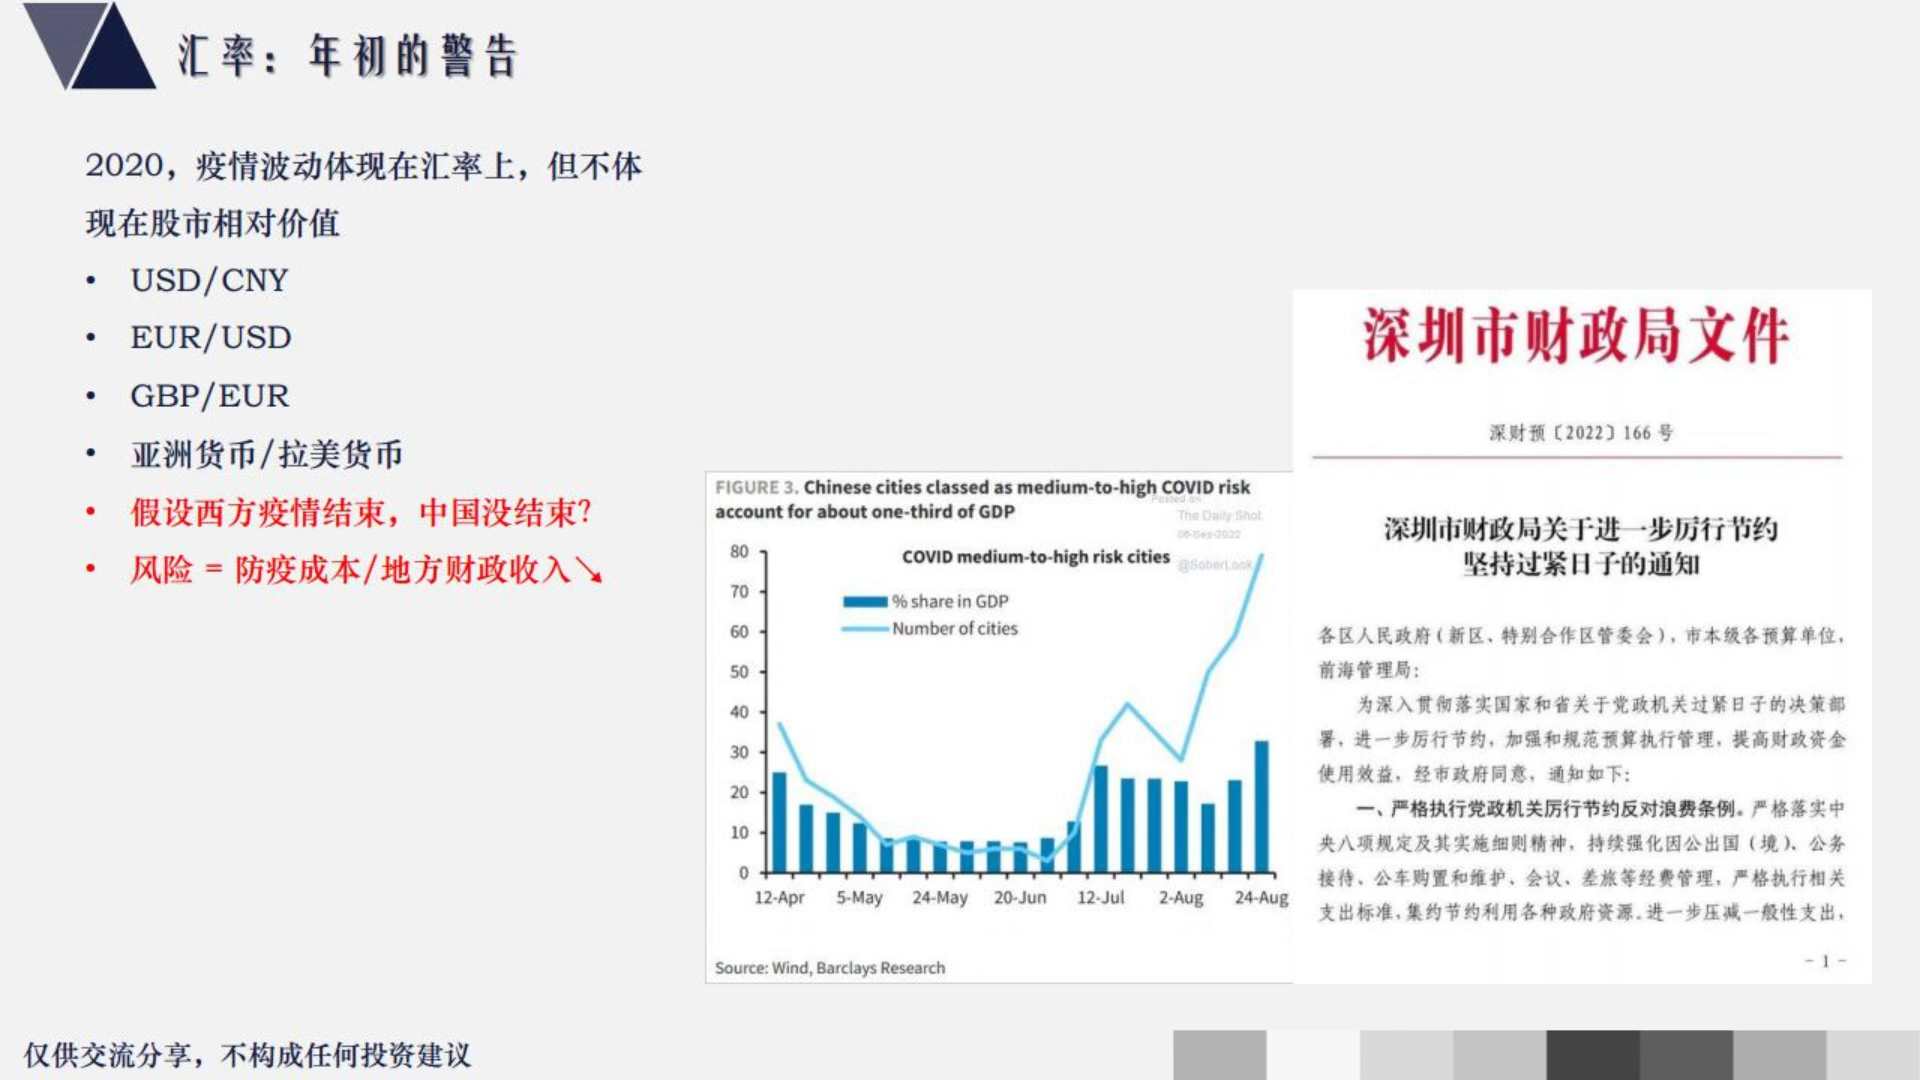 汇率：年初的警告
2020，疫情波动体现在汇率上，但不体
现在股市相对价值
• USD/CNY
• EUR/USD
• GBP/EUR
• 亚洲货币/拉美货币
• 假设西方疫情结束，中国没结束？
• 风险 = 防疫成本/地方财政收入↘
FIGURE 3. Chinese cities classed as medium-to-high COVID risk
account for about one-third of GDP
Posted on
The Daily Shot
06-Sep-2022
@SoberLook
COVID medium-to-high risk cities
% share in GDP
Number of cities
80
70
60
50
40
30
20
10
0
12-Apr 5-May 24-May 20-Jun 12-Jul 2-Aug 24-Aug
Source: Wind, Barclays Research
深圳市财政局文件
深财预〔2022〕166 号
深圳市财政局关于进一步厉行节约
坚持过紧日子的通知
各区人民政府（新区、特别合作区管委会），市本级各预算单位，
前海管理局：
为深入贯彻落实国家和省关于党政机关过紧日子的决策部
署，进一步厉行节约，加强和规范预算执行管理，提高财政资金
使用效益，经市政府同意，通知如下：
一、严格执行党政机关厉行节约反对浪费条例。严格落实中
央八项规定及其实施细则精神，持续强化因公出国（境）、公务
接待、公车购置和维护、会议、差旅等经费管理，严格执行相关
支出标准，集约节约利用各种政府资源。进一步压减一般性支出，
- 1 -
仅供交流分享，不构成任何投资建议